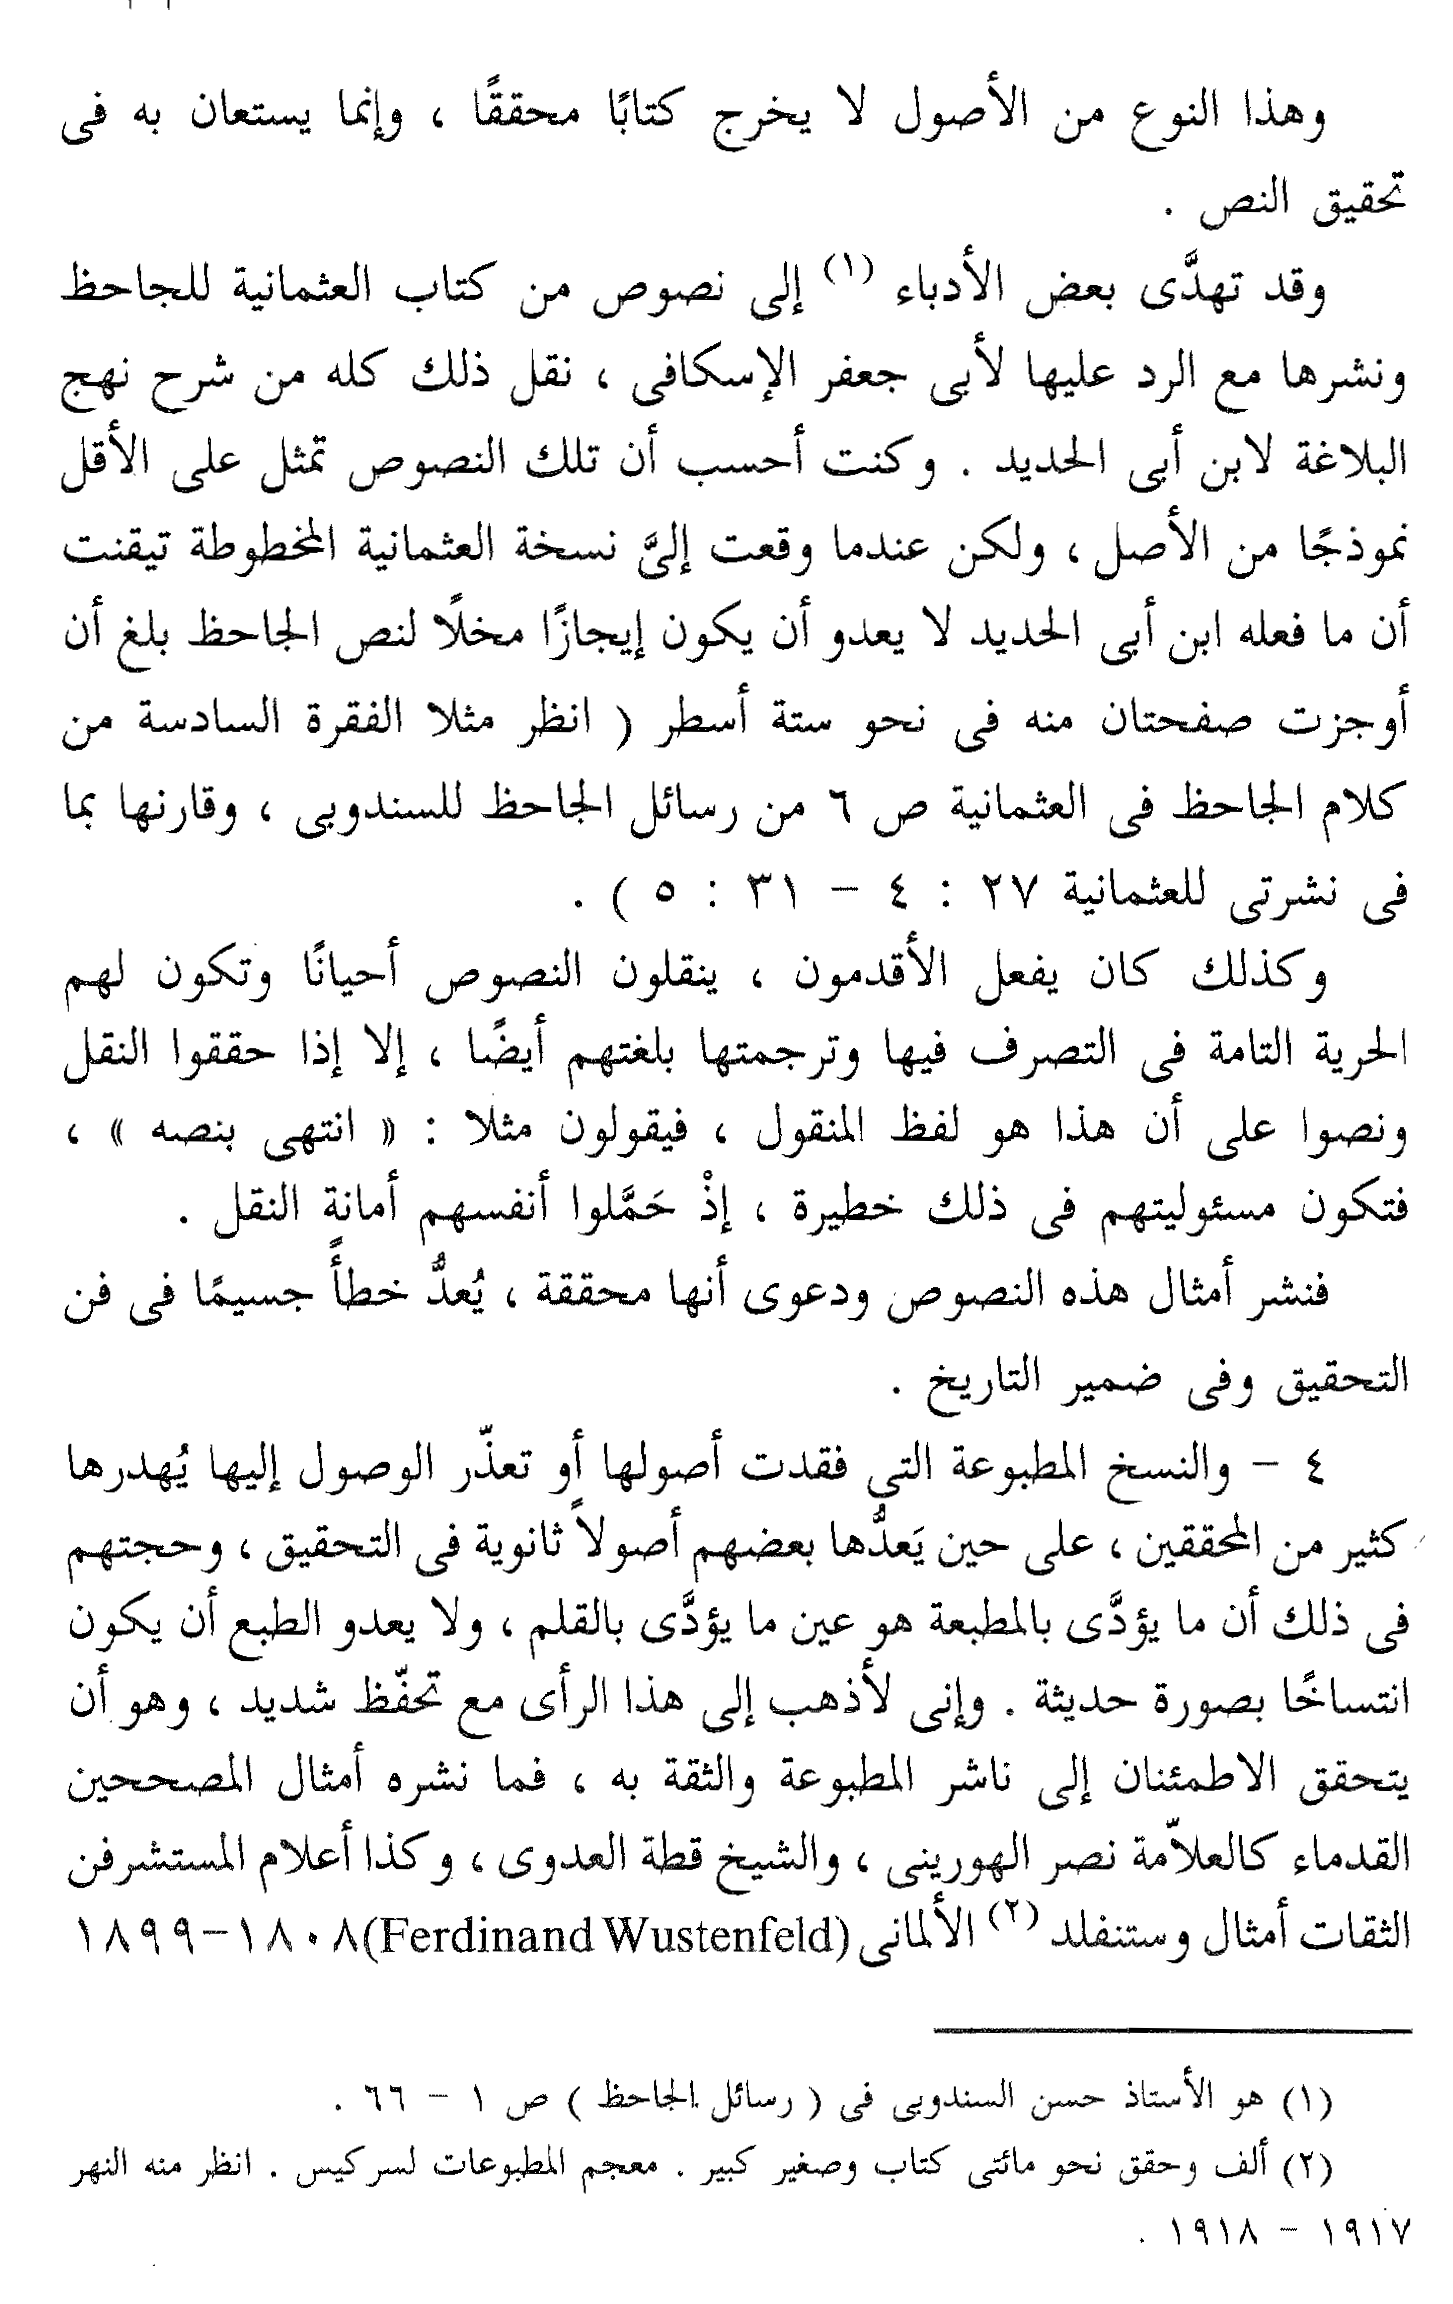 وهذا النوع من الأصول لا يخرج كتابًا محققًا ، وإنما يستعان به فى
تحقيق النص .
وقد تهدَّى بعض الأدباء (١) إلى نصوص من كتاب العثمانية للجاحظ
ونشرها مع الرد عليها لأبى جعفر الإسكافى ، نقل ذلك كله من شرح نهج
البلاغة لابن أبى الحديد . وكنت أحسب أن تلك النصوص تمثل على الأقل
نموذجًا من الأصل ، ولكن عندما وقعت إلىَّ نسخة العثمانية المخطوطة تيقنت
أن ما فعله ابن أبى الحديد لا يعدو أن يكون إيجازًا مخلًا لنص الجاحظ بلغ أن
أوجزت صفحتان منه فى نحو ستة أسطر ( انظر مثلا الفقرة السادسة من
كلام الجاحظ فى العثمانية ص ٦ من رسائل الجاحظ للسندوبى ، وقارنها بما
فى نشرتى للعثمانية ٢٧ : ٤ – ٣١ : ٥ ) .
وكذلك كان يفعل الأقدمون ، ينقلون النصوص أحيانًا وتكون لهم
الحرية التامة فى التصرف فيها وترجمتها بلغتهم أيضًا ، إلا إذا حققوا النقل
ونصوا على أن هذا هو لفظ المنقول ، فيقولون مثلا : « انتهى بنصه » ،
فتكون مسئوليتهم فى ذلك خطيرة ، إذْ حَمَّلوا أنفسهم أمانة النقل .
فنشر أمثال هذه النصوص ودعوى أنها محققة ، يُعدُّ خطأً جسيمًا فى فن
التحقيق وفى ضمير التاريخ .
٤ – والنسخ المطبوعة التي فقدت أصولها أو تعذّر الوصول إليها يُهدرها
كثير من المحققين ، على حين يَعدُّها بعضهم أصولاً ثانوية فى التحقيق ، وحجتهم
فى ذلك أن ما يؤدَّى بالمطبعة هو عين ما يؤدَّى بالقلم ، ولا يعدو الطبع أن يكون
انتساخًا بصورة حديثة . وإنى لأذهب إلى هذا الرأى مع تحفّظ شديد ، وهو أن
يتحقق الاطمئنان إلى ناشر المطبوعة والثقة به ، فما نشره أمثال المصححين
القدماء كالعلاّمة نصر الهورينى ، والشيخ قطة العدوى ، وكذا أعلام المستشرفن
الثقات أمثال وستنفلد (٢) الألمانى (Ferdinand Wustenfeld) ١٨٠٨–١٨٩٩
(١) هو الأستاذ حسن السندوبى فى ( رسائل الجاحظ ) ص ١ – ٦٦ .
(٢) ألف وحقق نحو مائتى كتاب وصغير كبير . معجم المطبوعات لسركيس . انظر منه النهر
١٩١٧ – ١٩١٨ .